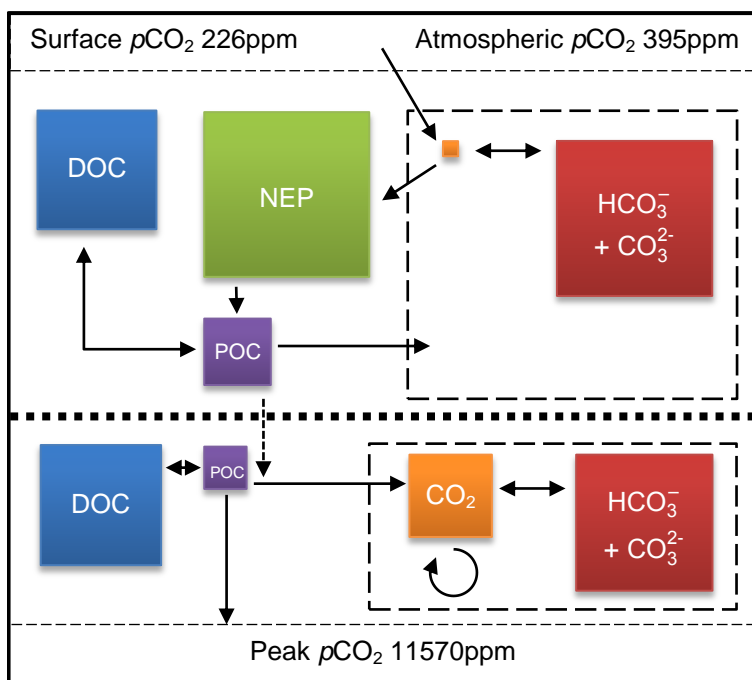 Surface pCO₂ 226ppm
Atmospheric pCO₂ 395ppm
DOC
NEP
HCO₃⁻
+ CO₃²⁻
POC
DOC
POC
CO₂
HCO₃⁻
+ CO₃²⁻
Peak pCO₂ 11570ppm